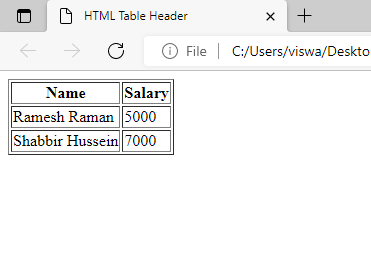 HTML Table Header
File C:/Users/viswa/Deskto
Name Salary
Ramesh Raman 5000
Shabbir Hussein 7000